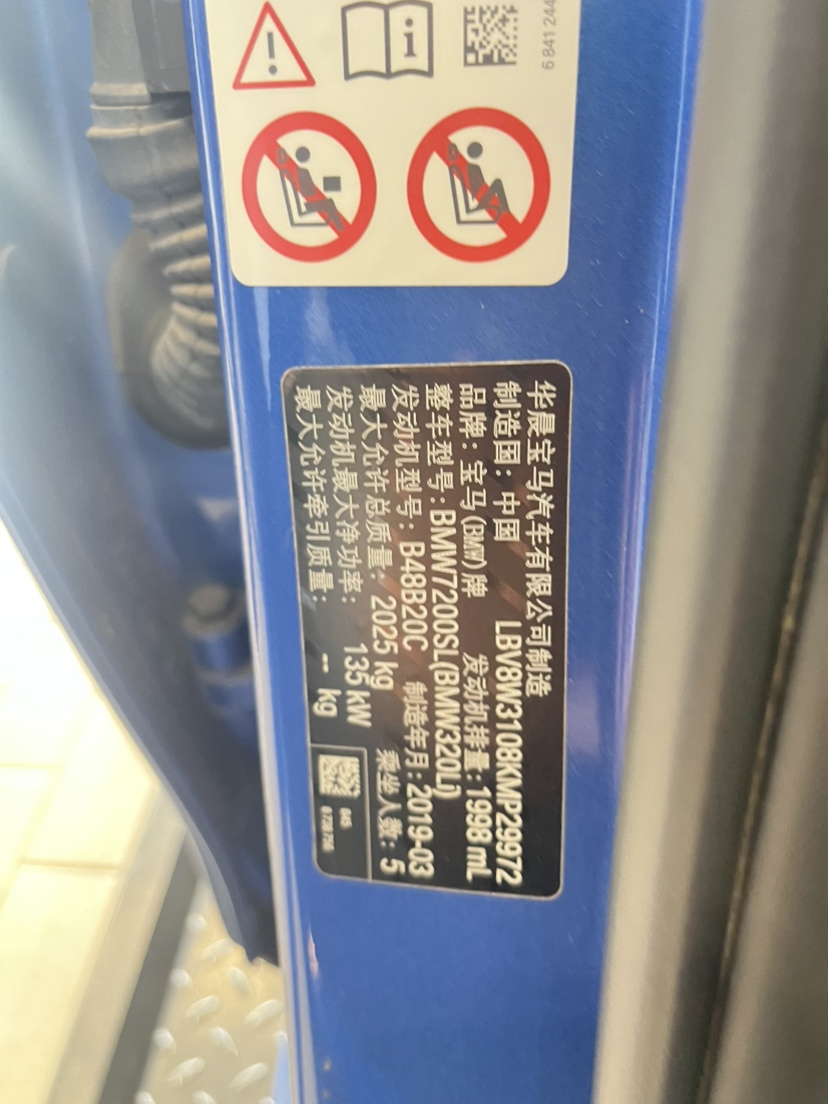 6 841 244
华晨宝马汽车有限公司制造
制造国：中国 LBV8W3108KMP29972
品牌：宝马(BMW)牌 发动机排量：1998 mL
整车型号：BMW7200SL(BMW320Li)
发动机型号：B48B20C 制造年月：2019-03
最大允许总质量：2025 kg 乘坐人数：5
发动机最大净功率：135 kW
最大允许牵引质量：-- kg